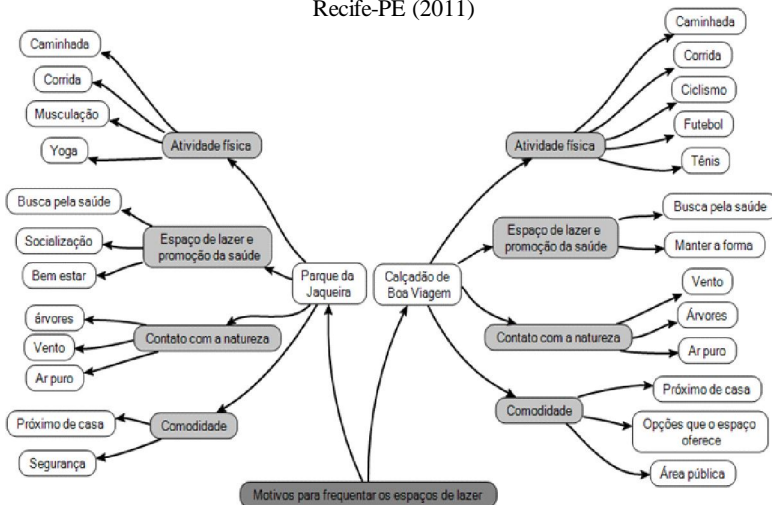 Recife-PE (2011)
Caminhada
Corrida
Musculação
Yoga
Atividade física
Busca pela saúde
Socialização
Bem estar
Espaço de lazer e
promoção da saúde
árvores
Vento
Ar puro
Contato com a natureza
Próximo de casa
Segurança
Comodidade
Parque da
Jaqueira
Calçadão de
Boa Viagem
Atividade física
Caminhada
Corrida
Ciclismo
Futebol
Tênis
Espaço de lazer e
promoção da saúde
Busca pela saúde
Manter a forma
Contato com a natureza
Vento
Árvores
Ar puro
Comodidade
Próximo de casa
Opções que o espaço
oferece
Área pública
Motivos para frequentar os espaços de lazer